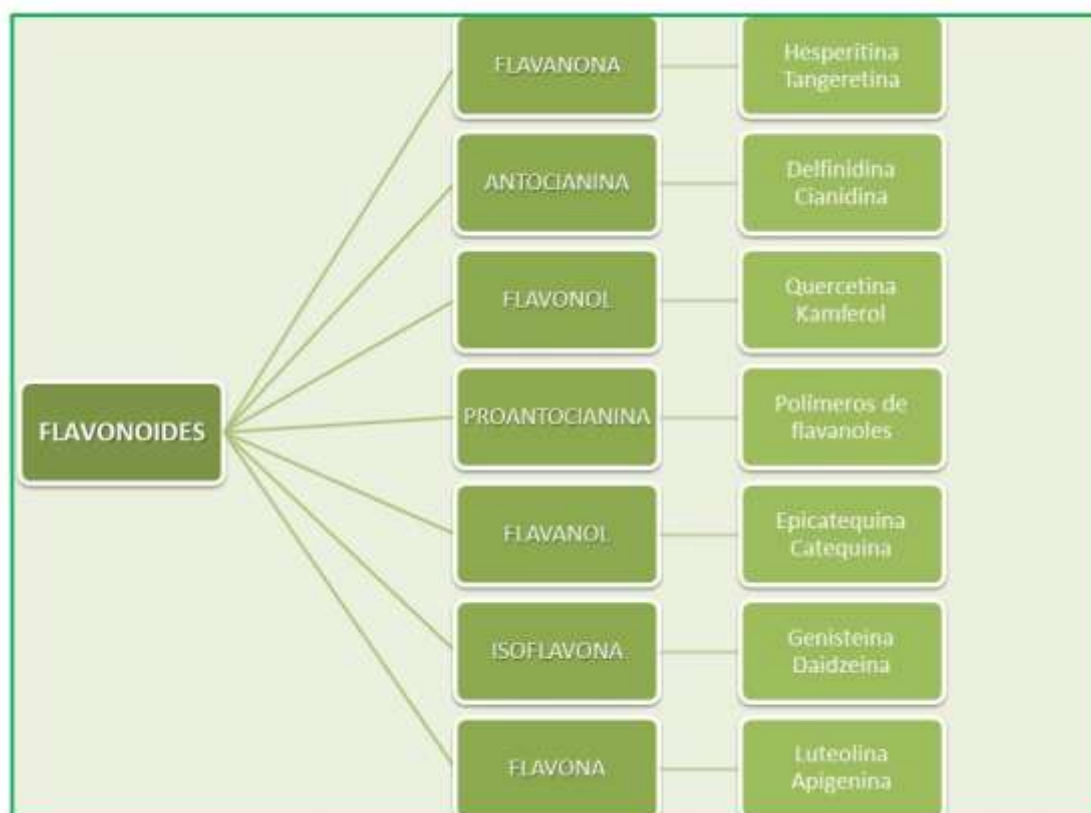 FLAVONOIDES
FLAVANONA
Hesperitina
Tangeretina
ANTOCIANINA
Delfinidina
Cianidina
FLAVONOL
Quercetina
Kamferol
PROANTOCIANINA
Polímeros de
flavanoles
FLAVANOL
Epicatequina
Catequina
ISOFLAVONA
Genisteina
Daidzeina
FLAVONA
Luteolina
Apigenina